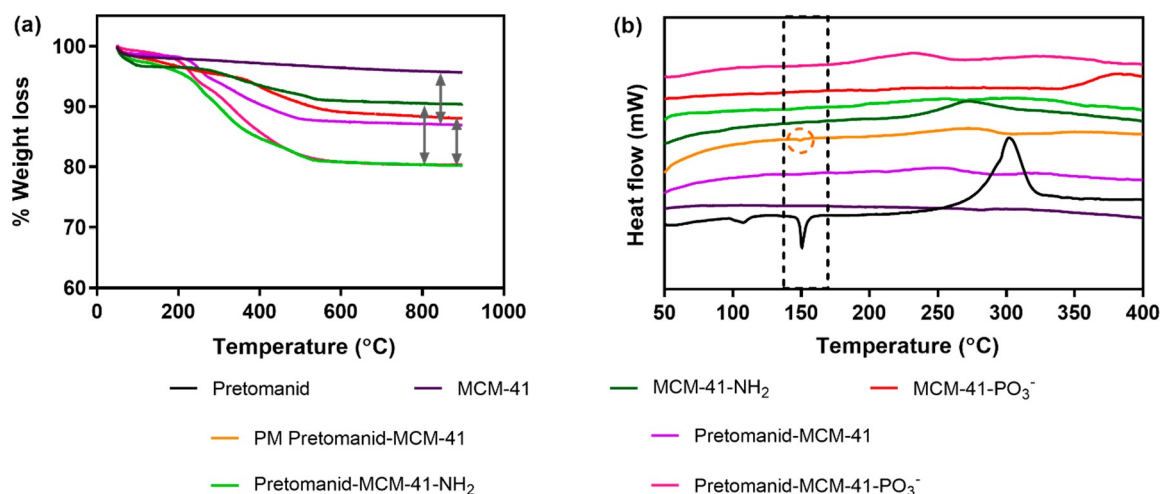 (a)
100
90
80
70
60
% Weight loss
0 200 400 600 800 1000
Temperature (°C)
(b)
Heat flow (mW)
50 100 150 200 250 300 350 400
Temperature (°C)
Pretomanid MCM-41 MCM-41-NH₂ MCM-41-PO₃⁻
PM Pretomanid-MCM-41 Pretomanid-MCM-41
Pretomanid-MCM-41-NH₂ Pretomanid-MCM-41-PO₃⁻